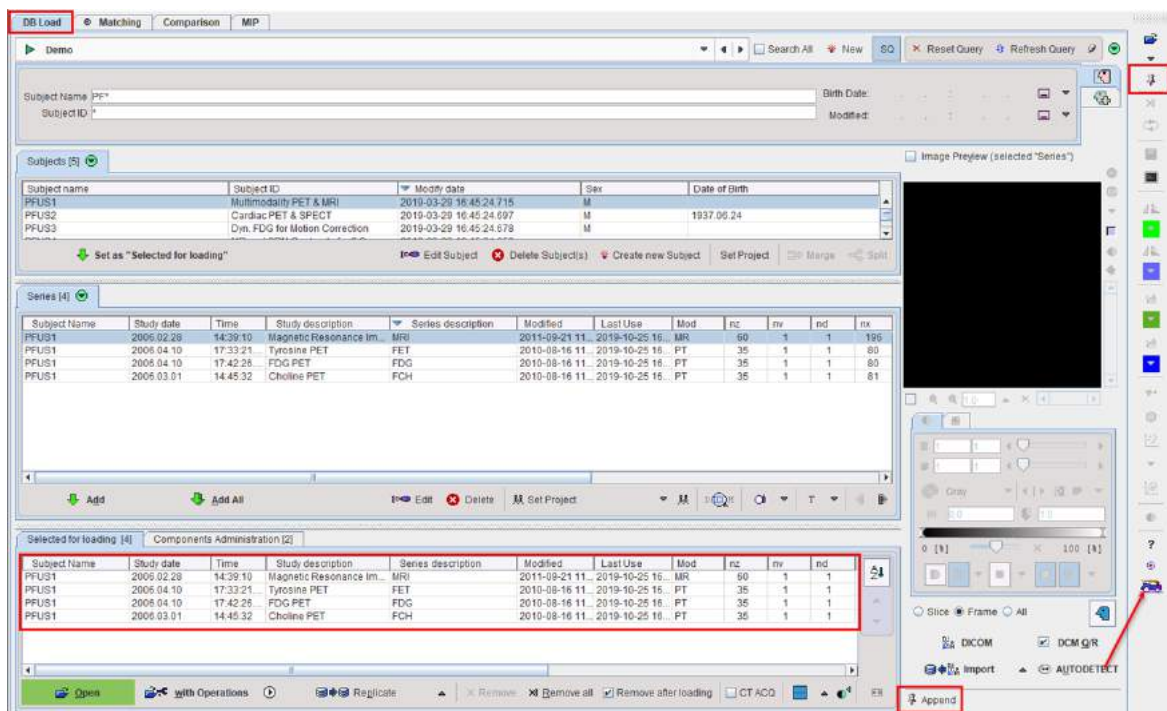 DB Load Matching Comparison MIP
Demo Search All New SQ Reset Query Refresh Query
Subject Name PF* Birth Date:
Subject ID * Modified:
Subjects [5] Image Preview (selected "Series")
Subject name Subject ID Modify date Sex Date of Birth
PFUS1 Multimodality PET & MRI 2019-03-29 16:45:24.715 M
PFUS2 Cardiac PET & SPECT 2019-03-29 16:45:24.697 M 1937.06.24
PFUS3 Dyn. FDG for Motion Correction 2019-03-29 16:45:24.678 M
Set as "Selected for loading" Edit Subject Delete Subject(s) Create new Subject Set Project Merge Split
Series [4]
Subject Name Study date Time Study description Series description Modified Last Use Mod nz nv nd nx
PFUS1 2006.02.28 14:39:10 Magnetic Resonance Im... MRI 2011-09-21 11... 2019-10-25 16... MR 60 1 1 196
PFUS1 2006.04.10 17:33:21... Tyrosine PET FET 2010-08-16 11... 2019-10-25 16... PT 35 1 1 80
PFUS1 2006.04.10 17:42:26... FDG PET FDG 2010-08-16 11... 2019-10-25 16... PT 35 1 1 80
PFUS1 2006.03.01 14:45:32 Choline PET FCH 2010-08-16 11... 2019-10-25 16... PT 35 1 1 81
1.0
Add Add All Edit Delete Set Project T
Gray
0.0 1.0
0 [%] 100 [%]
Selected for loading [4] Components Administration [2]
Subject Name Study date Time Study description Series description Modified Last Use Mod nz nv nd
PFUS1 2006.02.28 14:39:10 Magnetic Resonance Im... MRI 2011-09-21 11... 2019-10-25 16... MR 60 1 1
PFUS1 2006.04.10 17:33:21... Tyrosine PET FET 2010-08-16 11... 2019-10-25 16... PT 35 1 1
PFUS1 2006.04.10 17:42:26... FDG PET FDG 2010-08-16 11... 2019-10-25 16... PT 35 1 1
PFUS1 2006.03.01 14:45:32 Choline PET FCH 2010-08-16 11... 2019-10-25 16... PT 35 1 1
Slice Frame All
DICOM DCM Q/R
Import AUTODETECT
Open with Operations Replicate Remove Remove all Remove after loading CT ACQ
Append